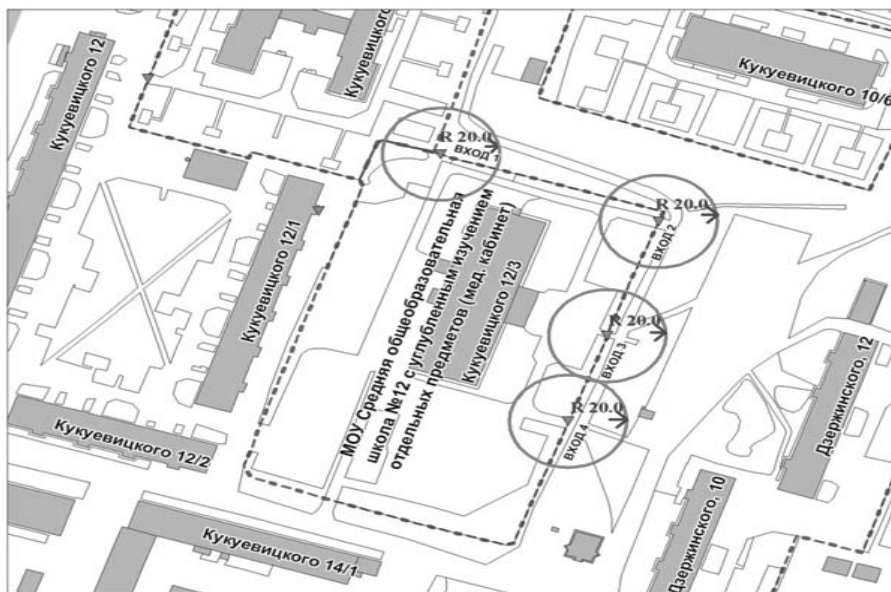 Кукуевицкого 12
Кукуевицкого
Кукуевицкого 10/6
R 20.0
ВХОД 1
R 20.0
ВХОД 2
Кукуевицкого 12/1
МОУ Средняя общеобразовательная
школа №12 с углубленным изучением
отдельных предметов (мед. кабинет)
Кукуевицкого 12/3
R 20.0
ВХОД 3
R 20.0
ВХОД 4
Дзержинского, 12
Кукуевицкого 12/2
Дзержинского, 10
Кукуевицкого 14/1